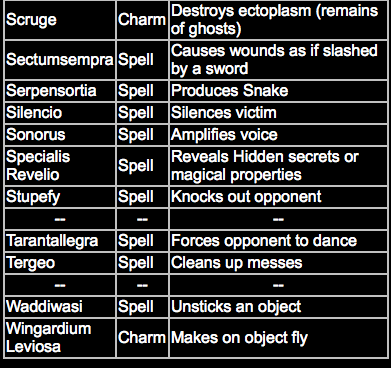 Scruge Charm Destroys ectoplasm (remains
of ghosts)
Sectumsempra Spell Causes wounds as if slashed
by a sword
Serpensortia Spell Produces Snake
Silencio Spell Silences victim
Sonorus Spell Amplifies voice
Specialis
Revelio Spell Reveals Hidden secrets or
magical properties
Stupefy Spell Knocks out opponent
-- -- --
Tarantallegra Spell Forces opponent to dance
Tergeo Spell Cleans up messes
-- -- --
Waddiwasi Spell Unsticks an object
Wingardium
Leviosa Charm Makes on object fly